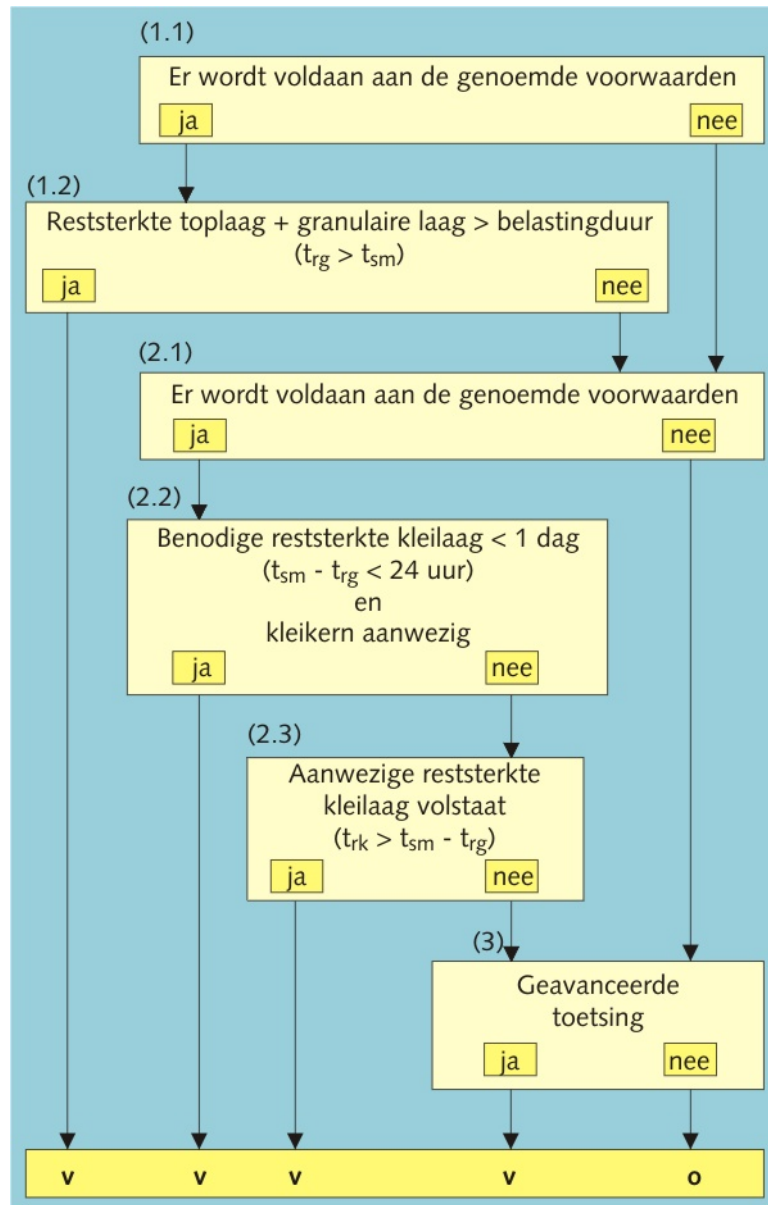 (1.1)
Er wordt voldaan aan de genoemde voorwaarden
ja nee
(1.2)
Reststerkte toplaag + granulaire laag > belastingduur
(trg > tsm)
ja nee
(2.1)
Er wordt voldaan aan de genoemde voorwaarden
ja nee
(2.2)
Benodige reststerkte kleilaag < 1 dag
(tsm - trg < 24 uur)
en
kleikern aanwezig
ja nee
(2.3)
Aanwezige reststerkte
kleilaag volstaat
(trk > tsm - trg)
ja nee
(3)
Geavanceerde
toetsing
ja nee
v v v v o